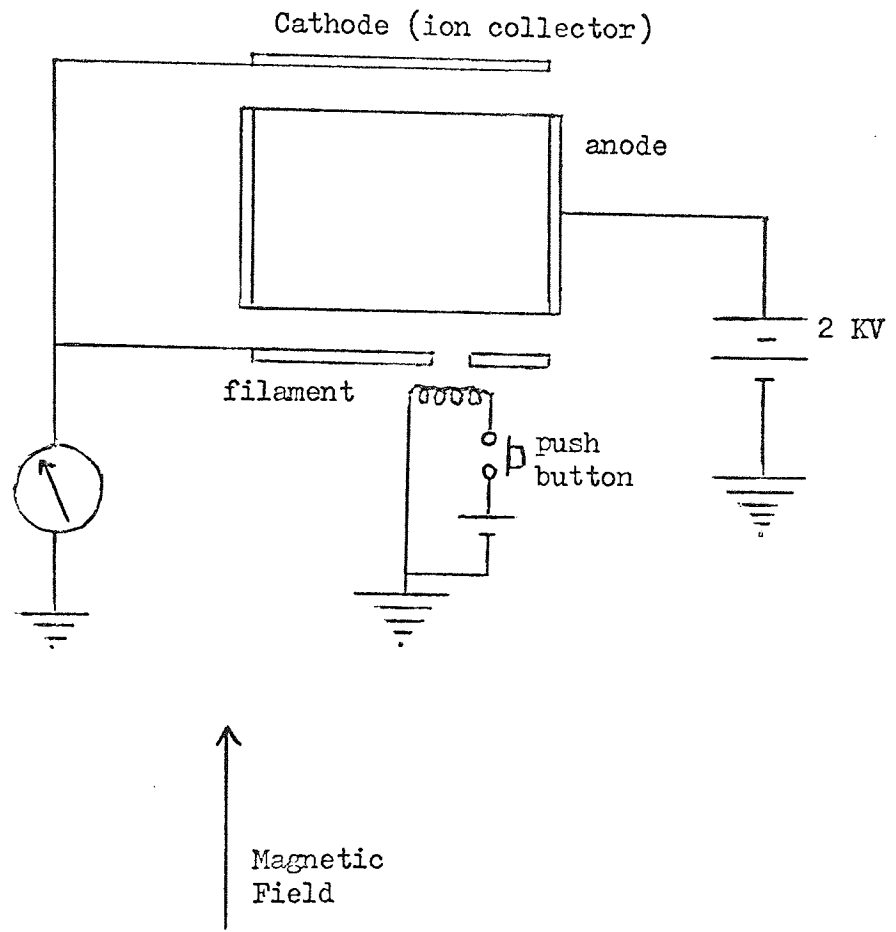 Cathode (ion collector)
anode
2 KV
filament
push
button
Magnetic
Field